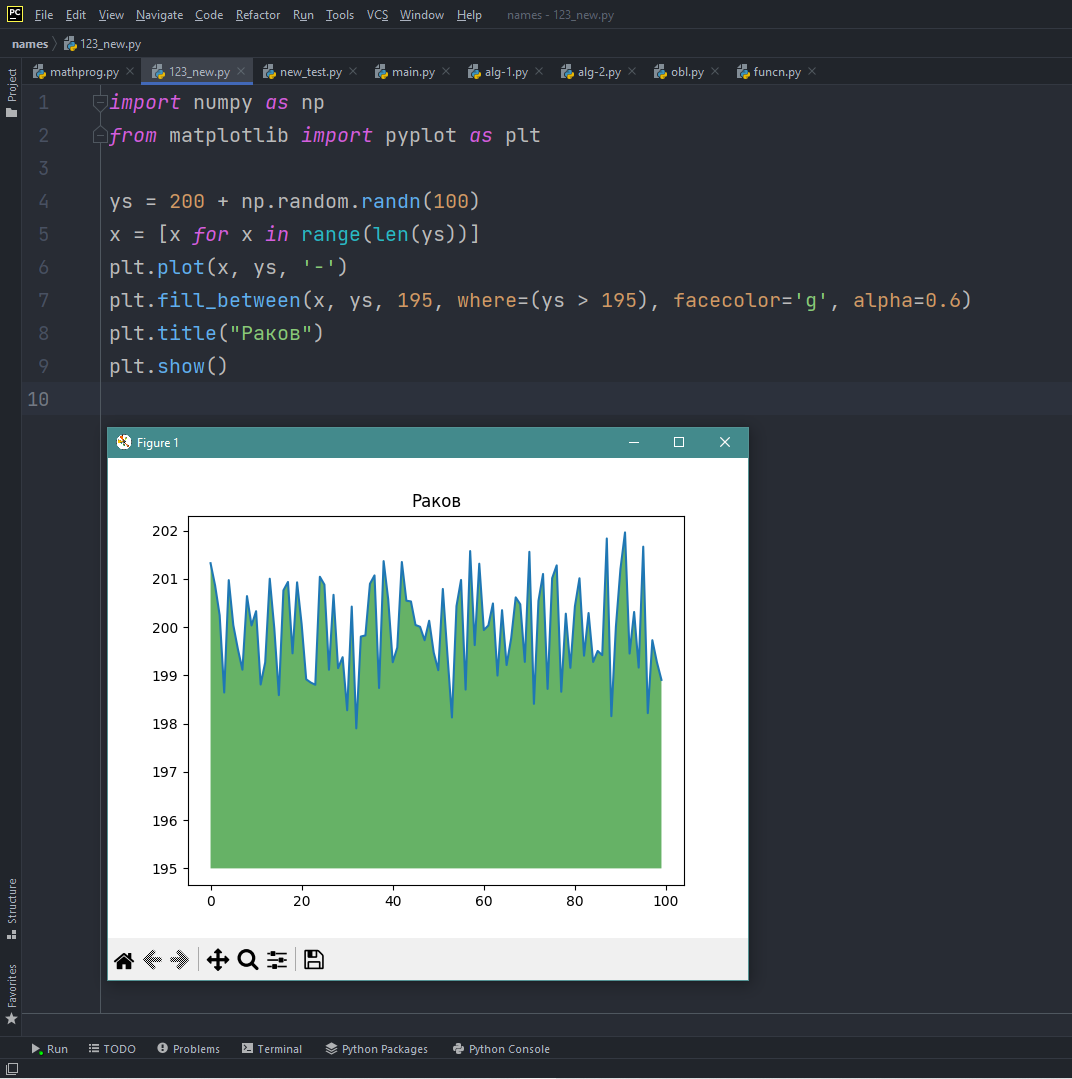 PC File Edit View Navigate Code Refactor Run Tools VCS Window Help names - 123_new.py
names 123_new.py
mathprog.py 123_new.py new_test.py main.py alg-1.py alg-2.py obl.py funcn.py
Project
1 import numpy as np
2 from matplotlib import pyplot as plt
3
4 ys = 200 + np.random.randn(100)
5 x = [x for x in range(len(ys))]
6 plt.plot(x, ys, '-')
7 plt.fill_between(x, ys, 195, where=(ys > 195), facecolor='g', alpha=0.6)
8 plt.title("Раков")
9 plt.show()
10
Figure 1
Раков
202
201
200
199
198
197
196
195
0 20 40 60 80 100
Structure
Favorites
Run TODO Problems Terminal Python Packages Python Console